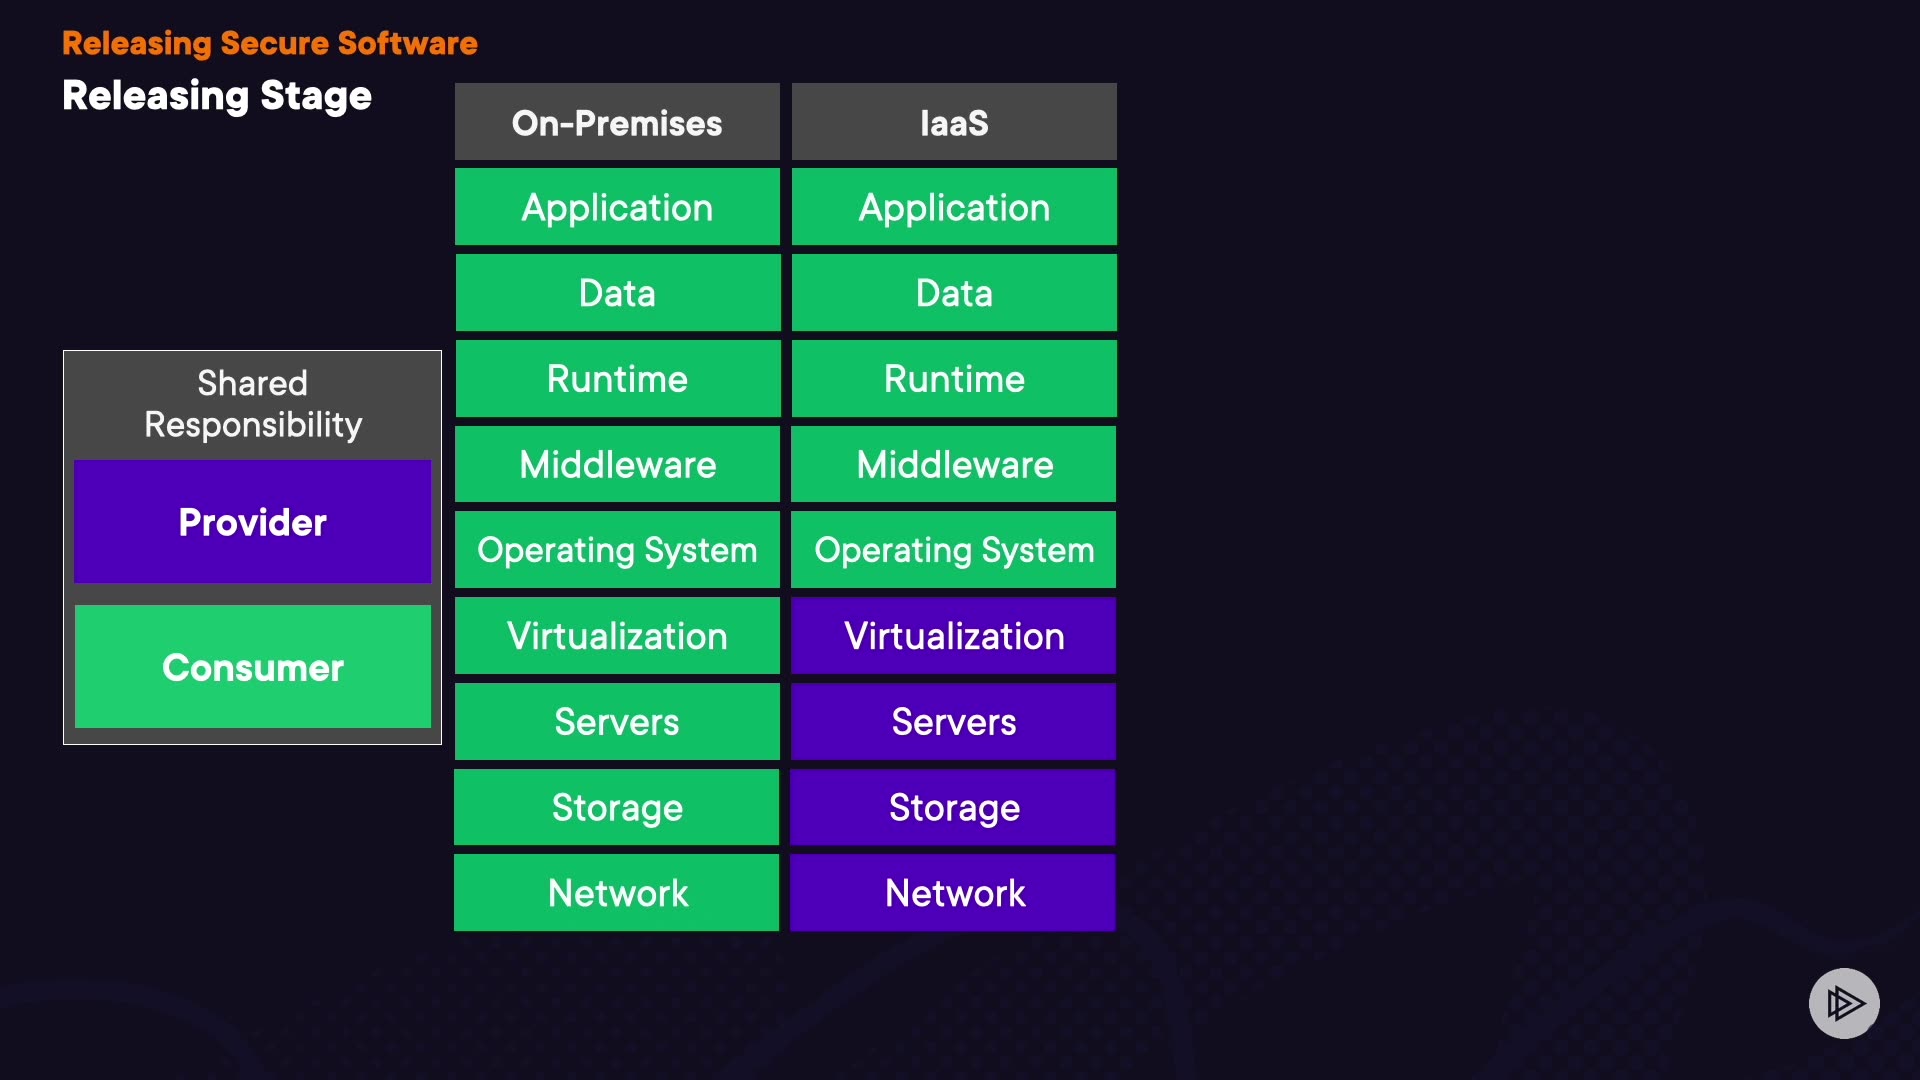 Releasing Secure Software
Releasing Stage
On-Premises
IaaS
Application
Application
Data
Data
Runtime
Runtime
Middleware
Middleware
Operating System
Operating System
Virtualization
Virtualization
Servers
Servers
Storage
Storage
Network
Network
Shared
Responsibility
Provider
Consumer